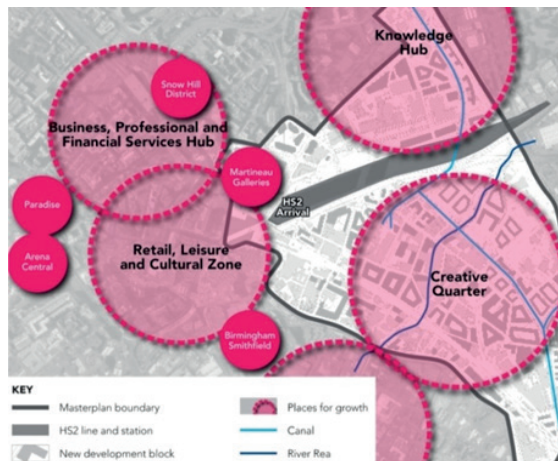 Knowledge
Hub
Snow Hill
District
Business, Professional and
Financial Services Hub
Martineau
Galleries
Paradise
HS2
Arrival
Arena
Central
Retail, Leisure
and Cultural Zone
Creative
Quarter
Birmingham
Smithfield
KEY
Masterplan boundary
HS2 line and station
New development block
Places for growth
Canal
River Rea